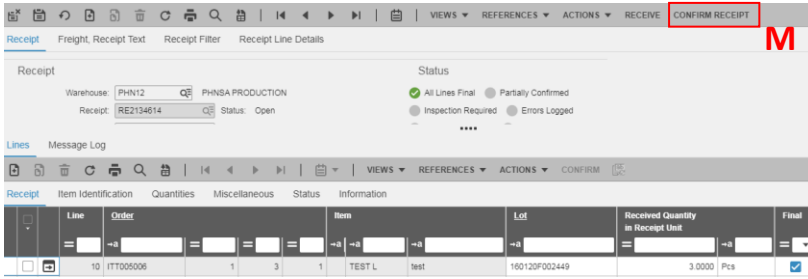 VIEWS REFERENCES ACTIONS RECEIVE CONFIRM RECEIPT
M
Receipt Freight, Receipt Text Receipt Filter Receipt Line Details
Receipt Status
Warehouse: PHN12 PHNSA PRODUCTION All Lines Final Partially Confirmed
Receipt: RE2134614 Status: Open Inspection Required Errors Logged
Lines Message Log
VIEWS REFERENCES ACTIONS CONFIRM
Receipt Item Identification Quantities Miscellaneous Status Information
Line Order Item Lot Received Quantity in Receipt Unit Final
= →a = = = →a →a →a →a = →a =
10 ITT005006 1 3 1 TEST L test 160120F002449 3.0000 Pcs